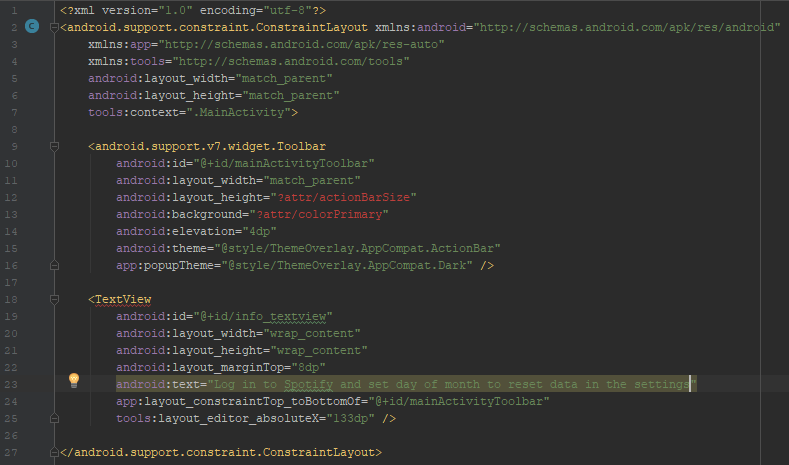 1 <?xml version="1.0" encoding="utf-8"?>
2 C <android.support.constraint.ConstraintLayout xmlns:android="http://schemas.android.com/apk/res/android"
3 xmlns:app="http://schemas.android.com/apk/res-auto"
4 xmlns:tools="http://schemas.android.com/tools"
5 android:layout_width="match_parent"
6 android:layout_height="match_parent"
7 tools:context=".MainActivity">
8
9 <android.support.v7.widget.Toolbar
10 android:id="@+id/mainActivityToolbar"
11 android:layout_width="match_parent"
12 android:layout_height="?attr/actionBarSize"
13 android:background="?attr/colorPrimary"
14 android:elevation="4dp"
15 android:theme="@style/ThemeOverlay.AppCompat.ActionBar"
16 app:popupTheme="@style/ThemeOverlay.AppCompat.Dark" />
17
18 <TextView
19 android:id="@+id/info_textview"
20 android:layout_width="wrap_content"
21 android:layout_height="wrap_content"
22 android:layout_marginTop="8dp"
23 android:text="Log in to Spotify and set day of month to reset data in the settings"
24 app:layout_constraintTop_toBottomOf="@+id/mainActivityToolbar"
25 tools:layout_editor_absoluteX="133dp" />
26
27 </android.support.constraint.ConstraintLayout>